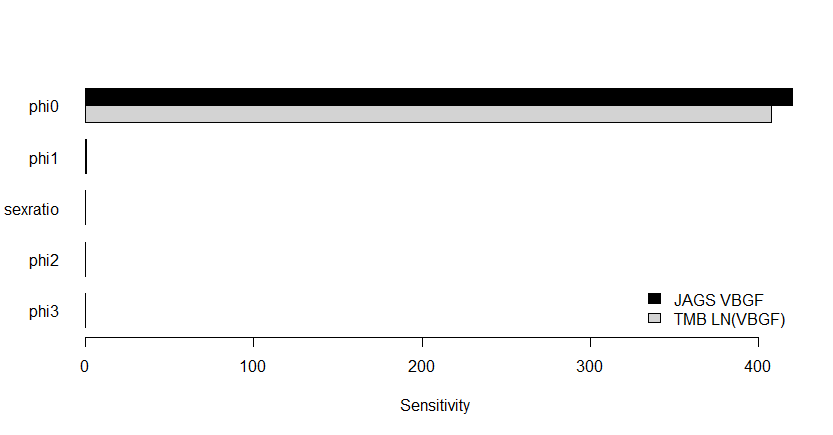 phi0
phi1
sexratio
phi2
phi3
JAGS VBGF
TMB LN(VBGF)
0 100 200 300 400
Sensitivity